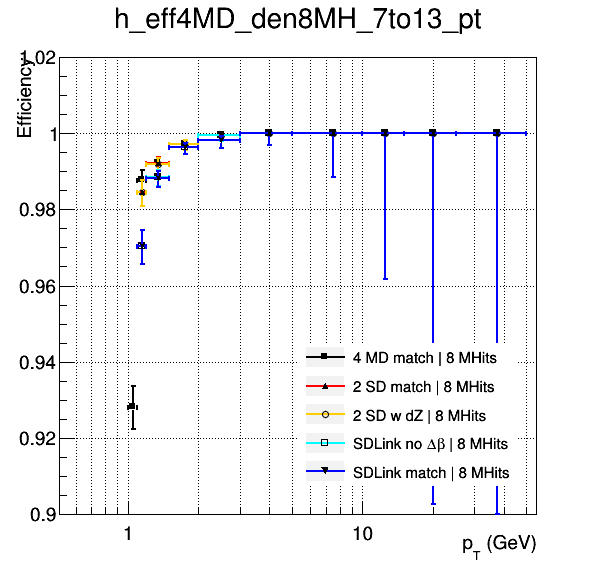 h_eff4MD_den8MH_7to13_pt
Efficiency
1.02
1
0.98
0.96
0.94
0.92
0.9
4 MD match | 8 MHits
2 SD match | 8 MHits
2 SD w dZ | 8 MHits
SDLink no Δβ | 8 MHits
SDLink match | 8 MHits
1
10
p_T (GeV)